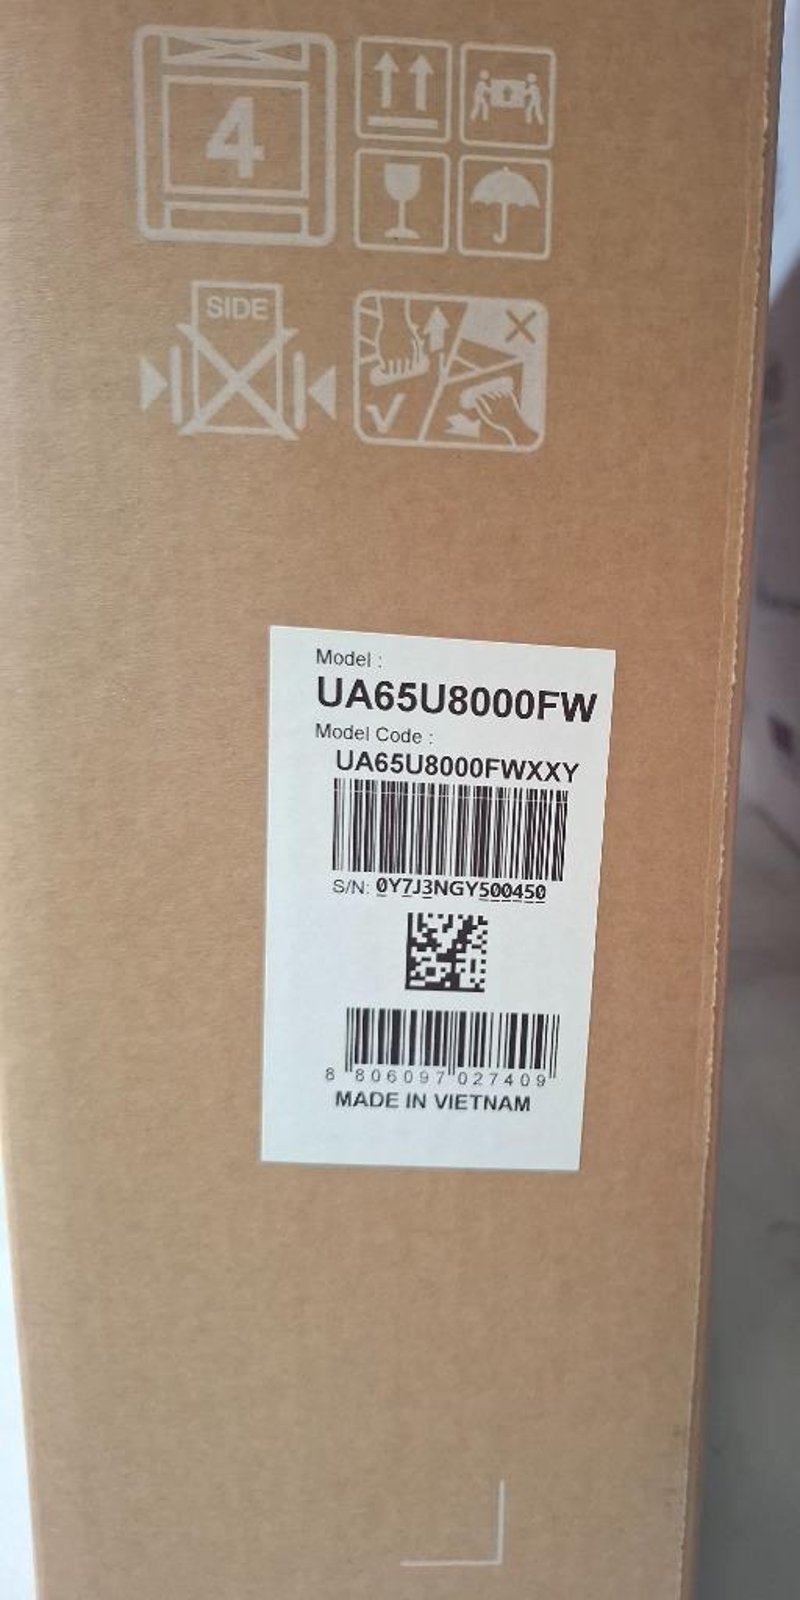 4
SIDE
Model :
UA65U8000FW
Model Code :
UA65U8000FWXXY
S/N: 0Y7J3NGY500450
8 806097 027409
MADE IN VIETNAM